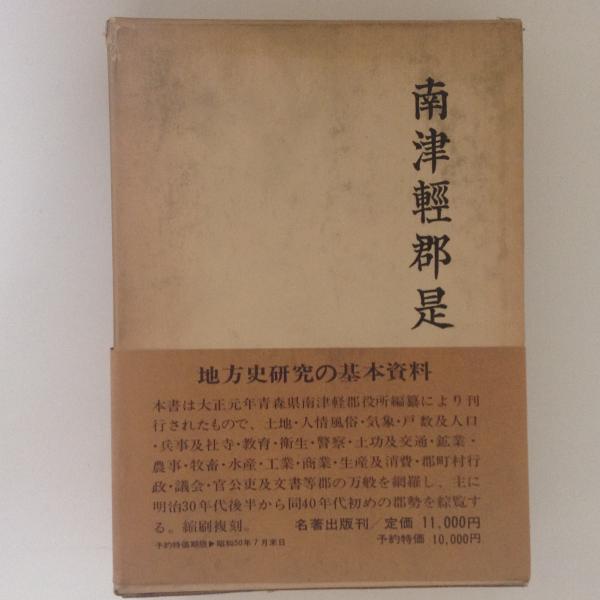 南津輕郡是
地方史研究の基本資料
本書は大正元年青森県南津軽郡役所編纂により刊
行されたもので、土地・人情風俗・気象・戸数及人口
・兵事及社寺・教育・衛生・警察・土功及交通・鉱業・
農事・牧畜・水産・工業・商業・生産及消費・郡町村行
政・議会・官公吏及文書等郡の万般を網羅し、主に
明治30年代後半から同40年代初めの郡勢を綜覧す
る。縮刷複刻。 名著出版刊／定価 11,000円
予約特価期限▶昭和50年7月末日 予約特価 10,000円